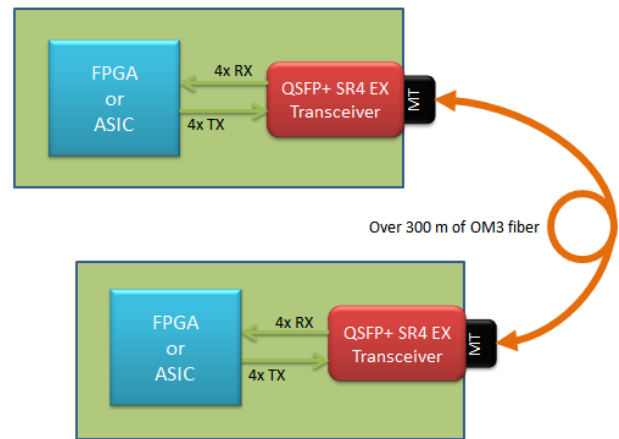 FPGA
or
ASIC
4x RX
4x TX
QSFP+ SR4 EX
Transceiver
MT
Over 300 m of OM3 fiber
FPGA
or
ASIC
4x RX
4x TX
QSFP+ SR4 EX
Transceiver
MT